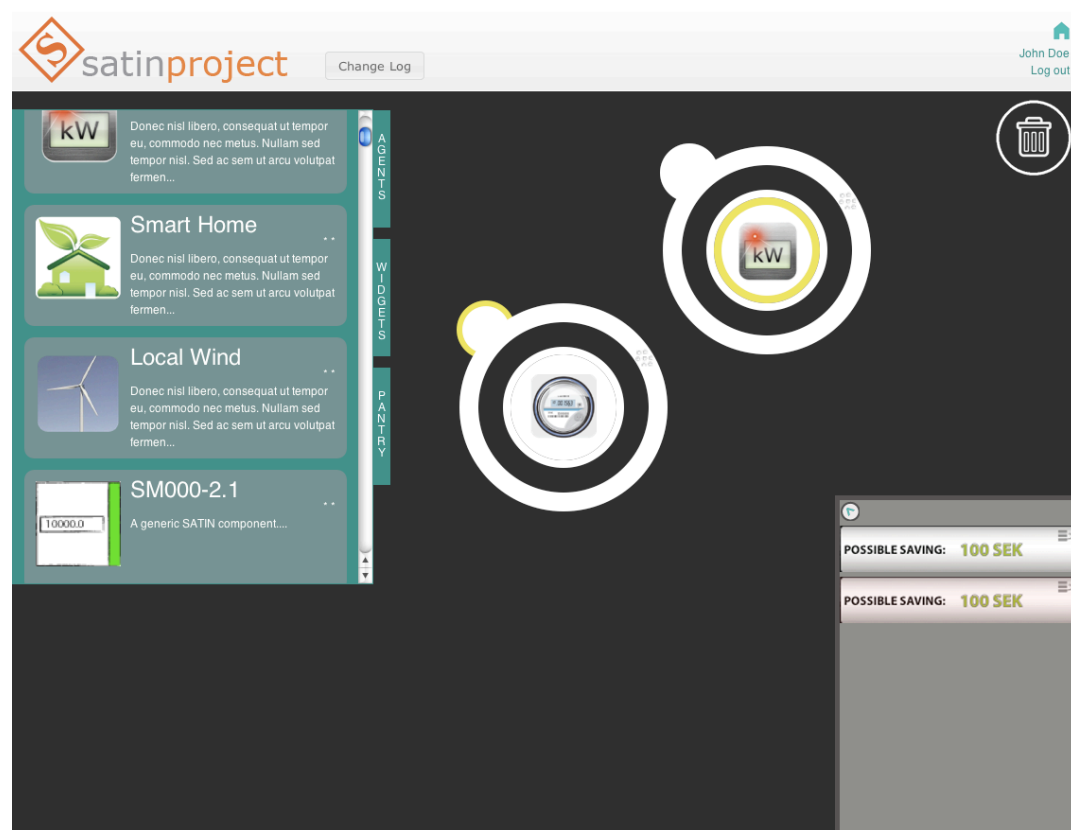 satinproject
Change Log
John Doe
Log out
kW
Donec nisl libero, consequat ut tempor
eu, commodo nec metus. Nullam sed
tempor nisl. Sed ac sem ut arcu volutpat
fermen...
Smart Home
..
Donec nisl libero, consequat ut tempor
eu, commodo nec metus. Nullam sed
tempor nisl. Sed ac sem ut arcu volutpat
fermen...
Local Wind
..
Donec nisl libero, consequat ut tempor
eu, commodo nec metus. Nullam sed
tempor nisl. Sed ac sem ut arcu volutpat
fermen...
SM000-2.1
..
10000.0
A generic SATIN component....
AGENTS
WIDGETS
PANTRY
kW
POSSIBLE SAVING: 100 SEK
POSSIBLE SAVING: 100 SEK